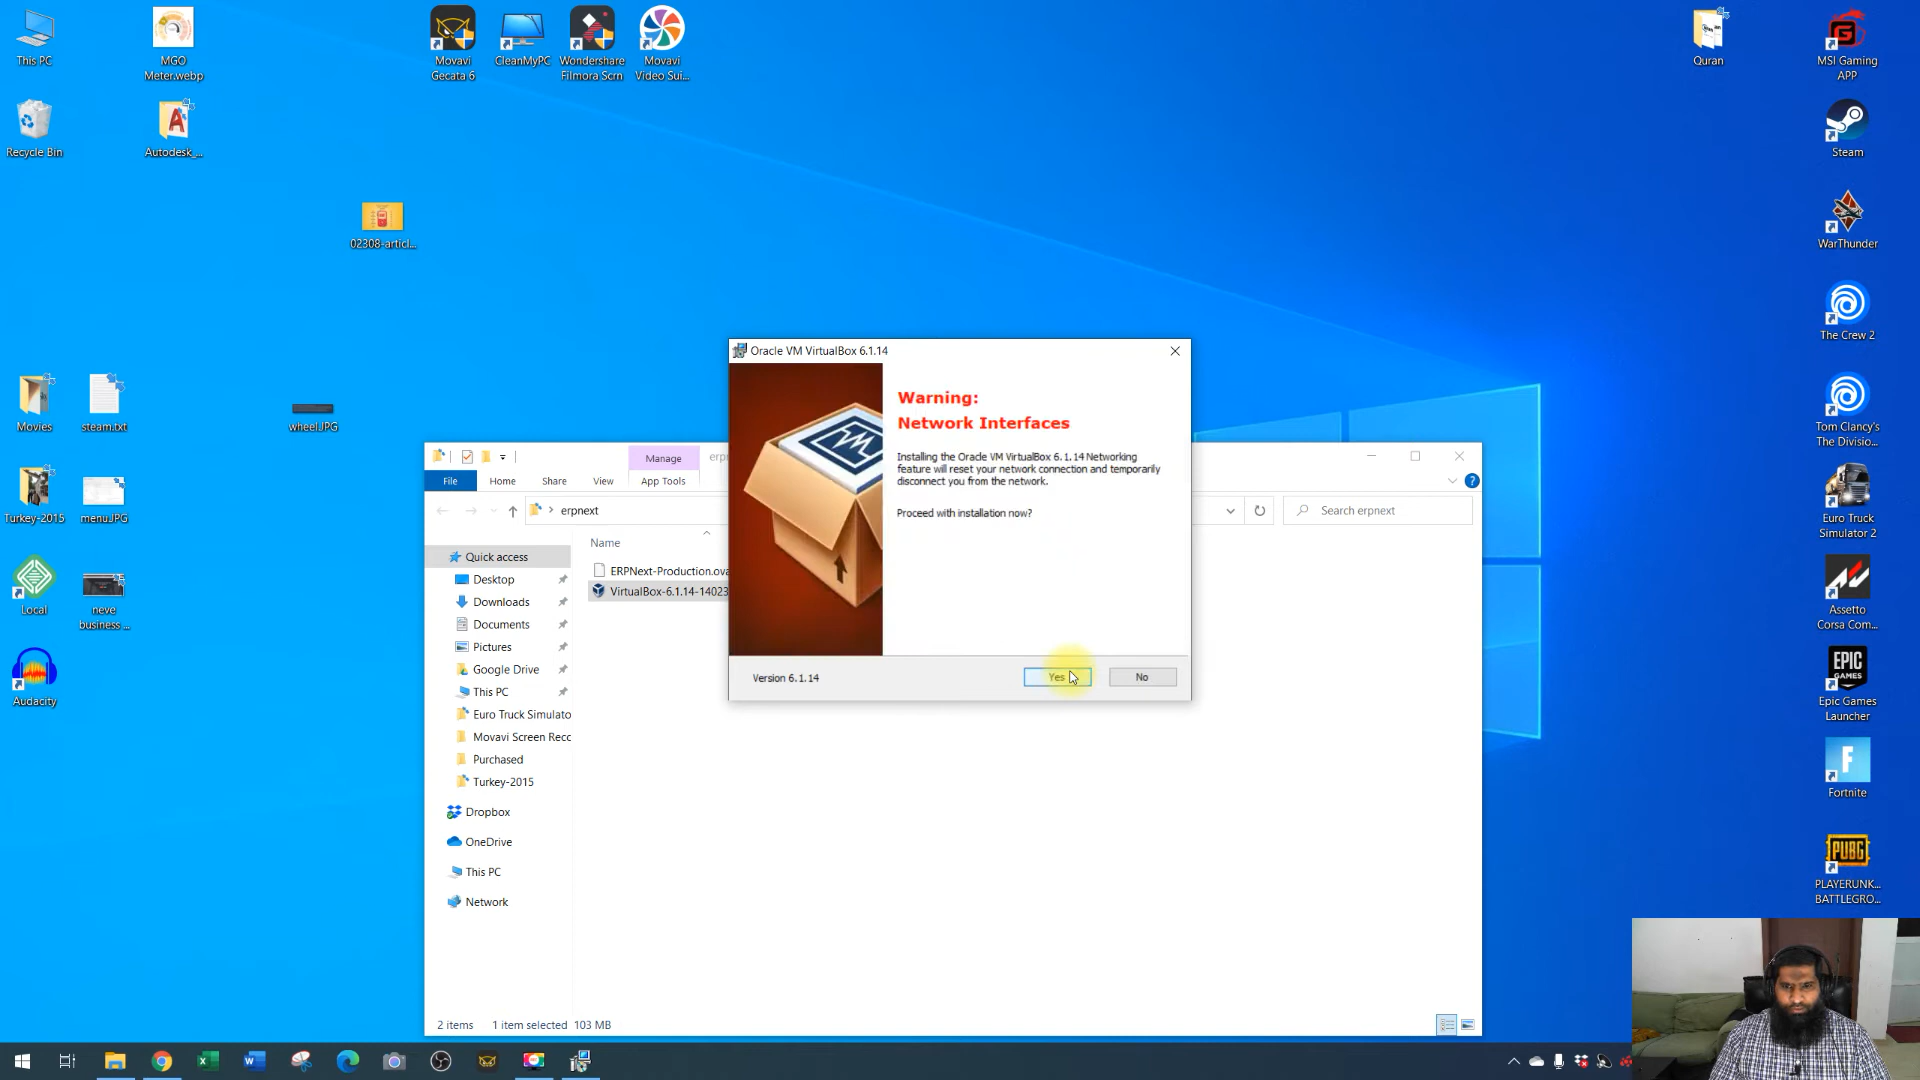 This PC
MGO
Meter.webp
Movavi
Gecata 6
CleanMyPC
Wondershare
Filmora Scrn
Movavi
Video Sui...
Quran
MSI Gaming
APP
Recycle Bin
Autodesk_...
Steam
02308-articl...
WarThunder
The Crew 2
Movies
steam.txt
wheel.JPG
Tom Clancy's
The Divisio...
Turkey-2015
menu.JPG
Euro Truck
Simulator 2
Local
neve
business ...
Assetto
Corsa Com...
Audacity
EPIC
GAMES
Epic Games
Launcher
Fortnite
PUBG
PLAYERUNK...
BATTLEGRO...
Oracle VM VirtualBox 6.1.14
Warning:
Network Interfaces
Installing the Oracle VM VirtualBox 6.1.14 Networking
feature will reset your network connection and temporarily
disconnect you from the network.
Proceed with installation now?
Version 6.1.14
Yes
No
Manage
File
Home
Share
View
App Tools
erpnext
Search erpnext
Name
ERPNext-Production.ova
VirtualBox-6.1.14-14023
Quick access
Desktop
Downloads
Documents
Pictures
Google Drive
This PC
Euro Truck Simulato
Movavi Screen Reco
Purchased
Turkey-2015
Dropbox
OneDrive
This PC
Network
2 items
1 item selected
103 MB